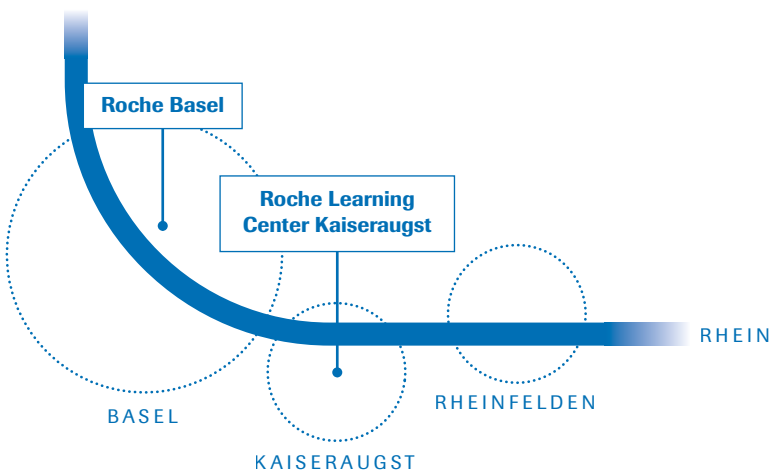 Roche Basel
Roche Learning
Center Kaiseraugst
RHEIN
RHEINFELDEN
BASEL
KAISERAUGST